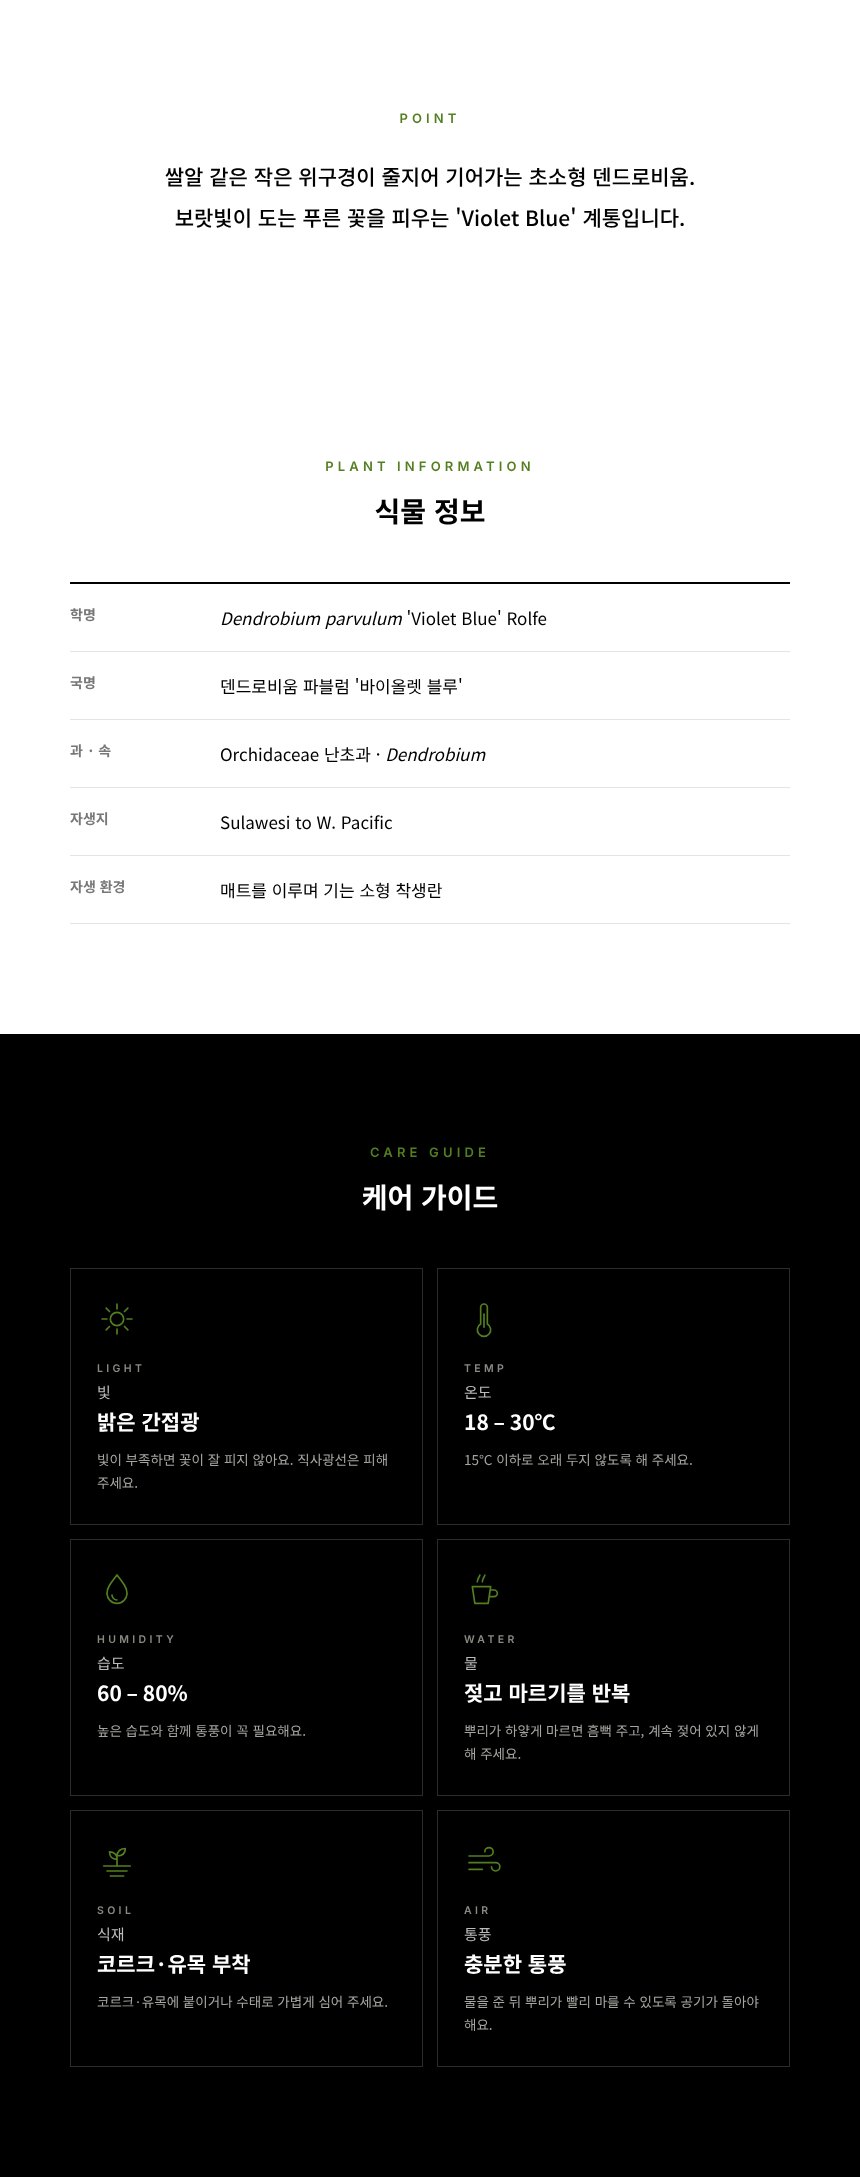 POINT
쌀알 같은 작은 위구경이 줄지어 기어가는 초소형 덴드로비움.
보랏빛이 도는 푸른 꽃을 피우는 'Violet Blue' 계통입니다.
PLANT INFORMATION
식물 정보
학명
Dendrobium parvulum 'Violet Blue' Rolfe
국명
덴드로비움 파블럼 '바이올렛 블루'
과 · 속
Orchidaceae 난초과 · Dendrobium
자생지
Sulawesi to W. Pacific
자생 환경
매트를 이루며 기는 소형 착생란
CARE GUIDE
케어 가이드
LIGHT
빛
밝은 간접광
빛이 부족하면 꽃이 잘 피지 않아요. 직사광선은 피해
주세요.
TEMP
온도
18 – 30℃
15℃ 이하로 오래 두지 않도록 해 주세요.
HUMIDITY
습도
60 – 80%
높은 습도와 함께 통풍이 꼭 필요해요.
WATER
물
젖고 마르기를 반복
뿌리가 하얗게 마르면 흠뻑 주고, 계속 젖어 있지 않게
해 주세요.
SOIL
식재
코르크·유목 부착
코르크·유목에 붙이거나 수태로 가볍게 심어 주세요.
AIR
통풍
충분한 통풍
물을 준 뒤 뿌리가 빨리 마를 수 있도록 공기가 돌아야
해요.